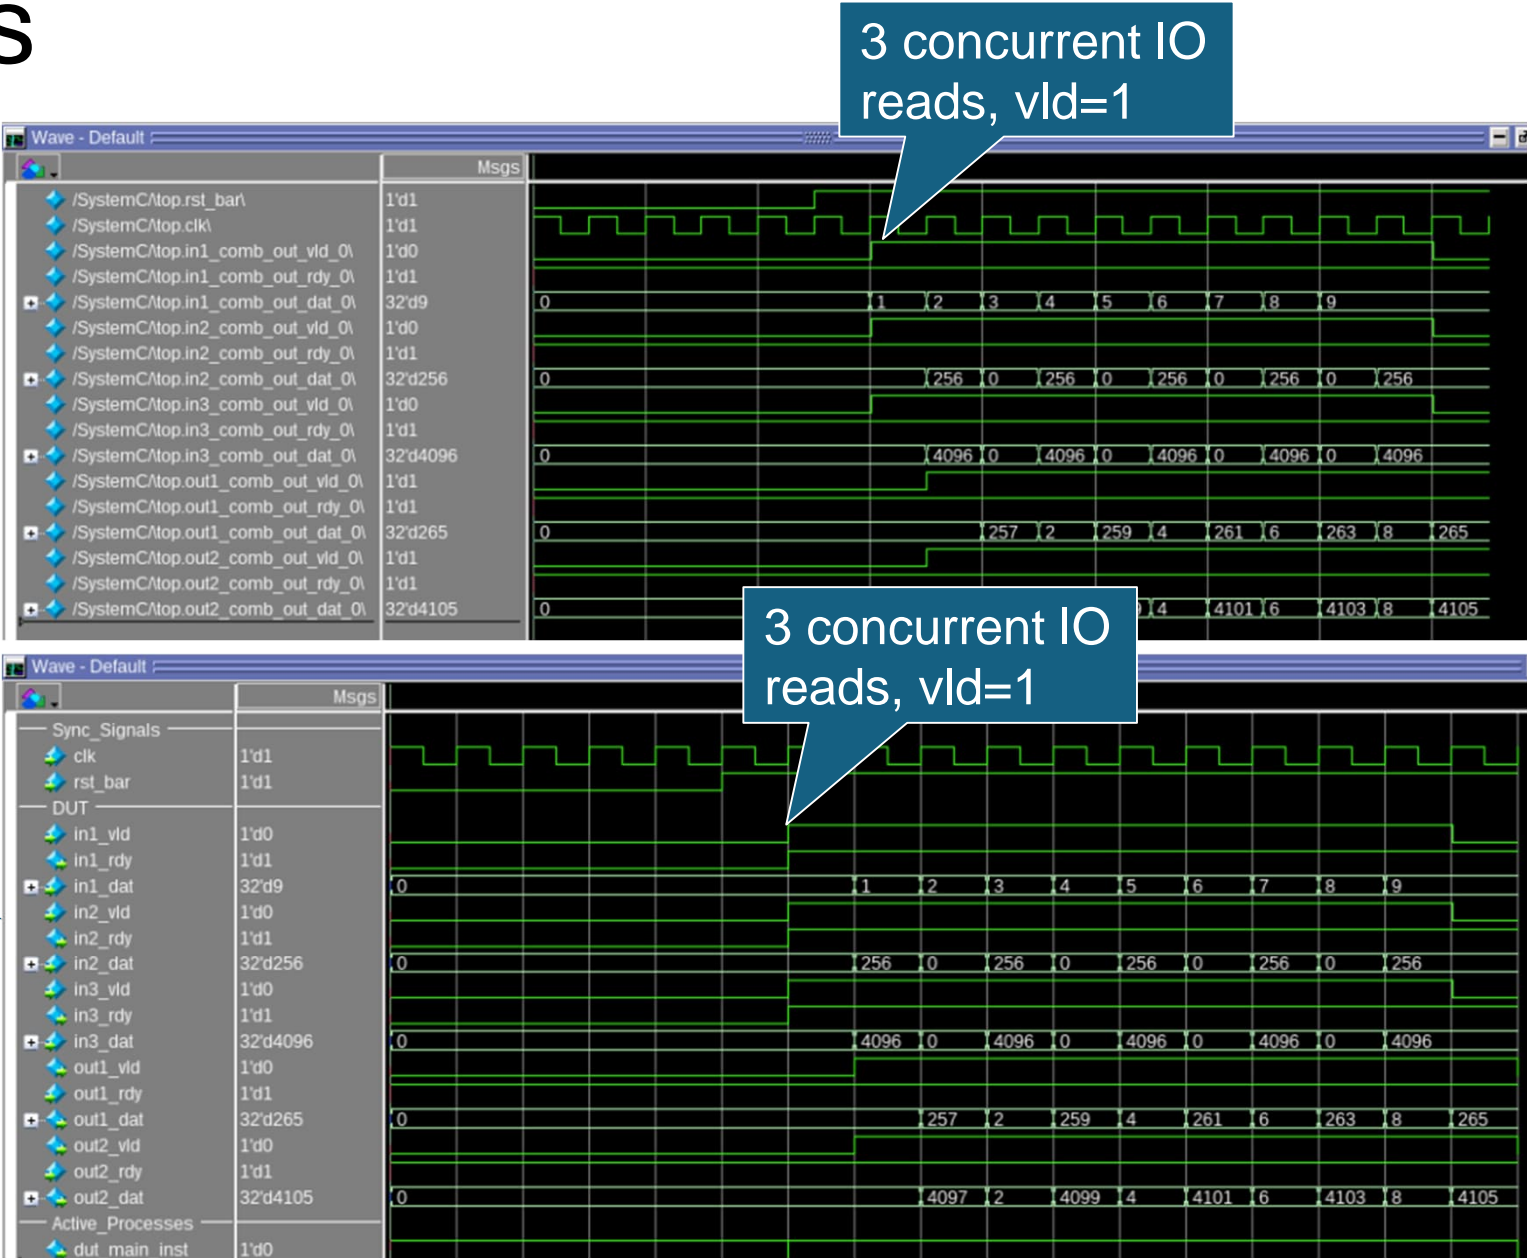 s
3 concurrent IO
reads, vld=1
Wave - Default
Msgs
/SystemC/\top.rst_bar\ 1'd1
/SystemC/\top.clk\ 1'd1
/SystemC/\top.in1_comb_out_vld_0\ 1'd0
/SystemC/\top.in1_comb_out_rdy_0\ 1'd1
/SystemC/\top.in1_comb_out_dat_0\ 32'd9 0 1 2 3 4 5 6 7 8 9
/SystemC/\top.in2_comb_out_vld_0\ 1'd0
/SystemC/\top.in2_comb_out_rdy_0\ 1'd1
/SystemC/\top.in2_comb_out_dat_0\ 32'd256 0 256 0 256 0 256 0 256 0 256
/SystemC/\top.in3_comb_out_vld_0\ 1'd0
/SystemC/\top.in3_comb_out_rdy_0\ 1'd1
/SystemC/\top.in3_comb_out_dat_0\ 32'd4096 0 4096 0 4096 0 4096 0 4096 0 4096
/SystemC/\top.out1_comb_out_vld_0\ 1'd1
/SystemC/\top.out1_comb_out_rdy_0\ 1'd1
/SystemC/\top.out1_comb_out_dat_0\ 32'd265 0 257 2 259 4 261 6 263 8 265
/SystemC/\top.out2_comb_out_vld_0\ 1'd1
/SystemC/\top.out2_comb_out_rdy_0\ 1'd1
/SystemC/\top.out2_comb_out_dat_0\ 32'd4105 0 4 4101 6 4103 8 4105
3 concurrent IO
reads, vld=1
Wave - Default
Msgs
Sync_Signals
clk 1'd1
rst_bar 1'd1
DUT
in1_vld 1'd0
in1_rdy 1'd1
in1_dat 32'd9 0 1 2 3 4 5 6 7 8 9
in2_vld 1'd0
in2_rdy 1'd1
in2_dat 32'd256 0 256 0 256 0 256 0 256 0 256
in3_vld 1'd0
in3_rdy 1'd1
in3_dat 32'd4096 0 4096 0 4096 0 4096 0 4096 0 4096
out1_vld 1'd0
out1_rdy 1'd1
out1_dat 32'd265 0 257 2 259 4 261 6 263 8 265
out2_vld 1'd0
out2_rdy 1'd1
out2_dat 32'd4105 0 4097 2 4099 4 4101 6 4103 8 4105
Active_Processes
dut_main_inst 1'd0